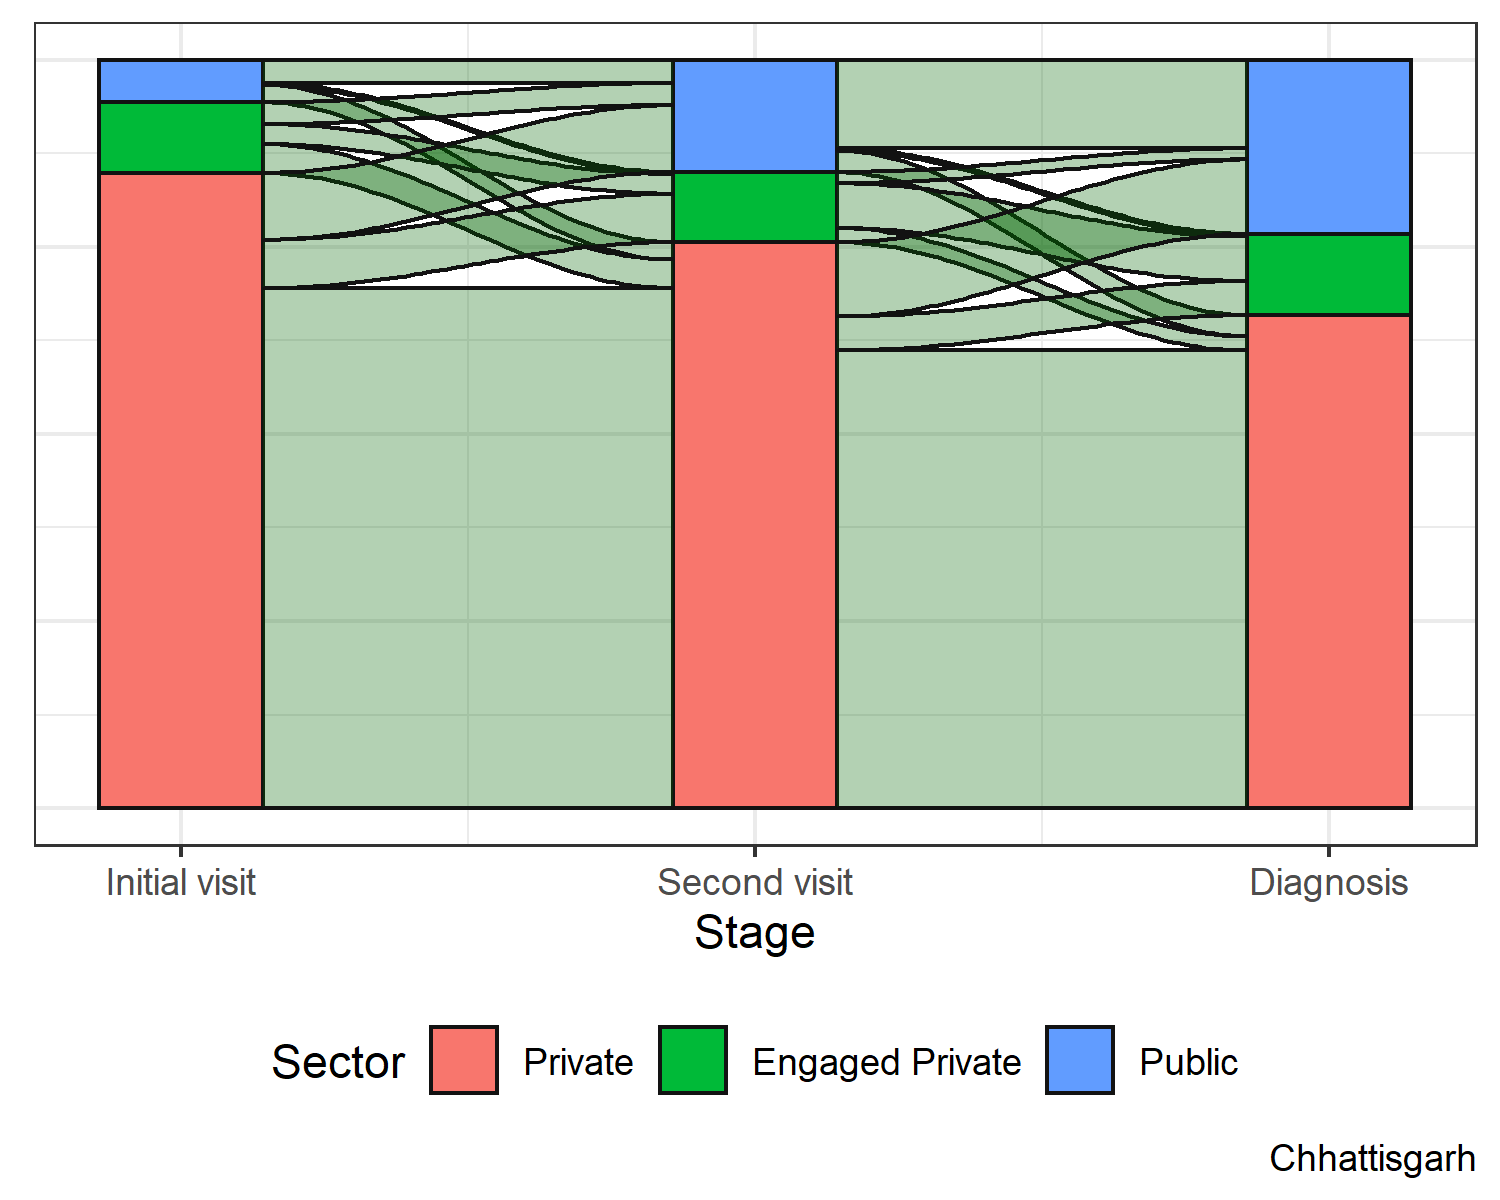 Initial visit Second visit Diagnosis
Stage
Sector Private Engaged Private Public
Chhattisgarh